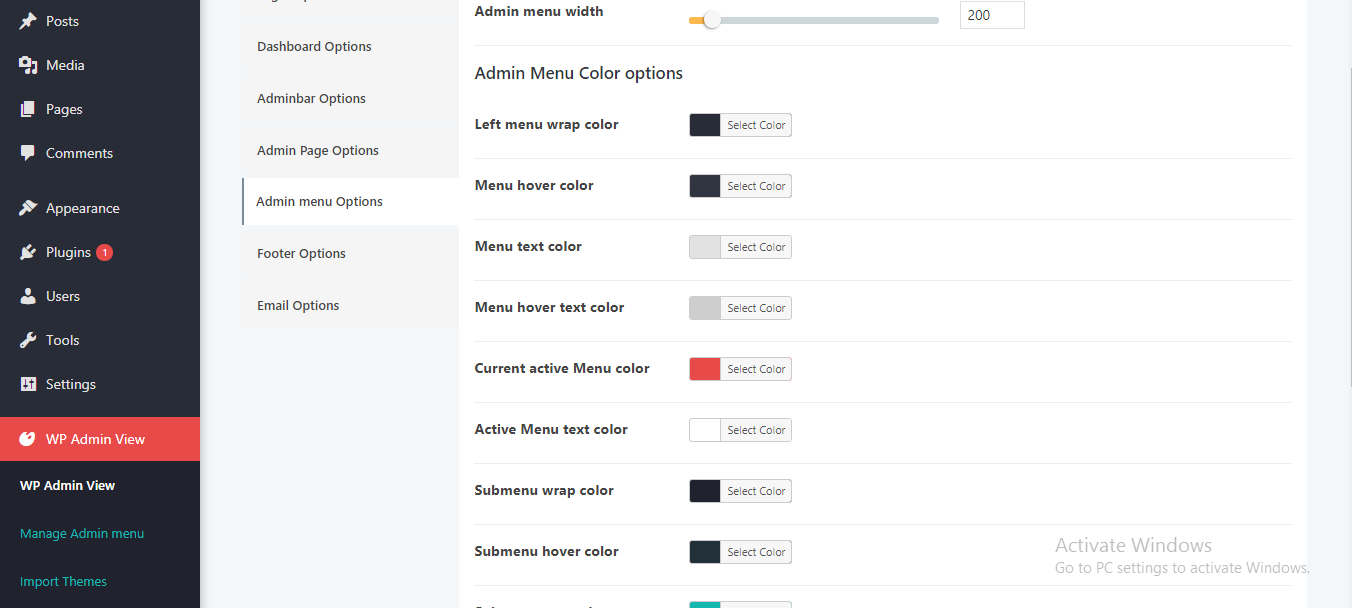 Posts
Media
Pages
Comments
Appearance
Plugins 1
Users
Tools
Settings
WP Admin View
WP Admin View
Manage Admin menu
Import Themes
Dashboard Options
Adminbar Options
Admin Page Options
Admin menu Options
Footer Options
Email Options
Admin menu width 200
Admin Menu Color options
Left menu wrap color Select Color
Menu hover color Select Color
Menu text color Select Color
Menu hover text color Select Color
Current active Menu color Select Color
Active Menu text color Select Color
Submenu wrap color Select Color
Submenu hover color Select Color
Activate Windows
Go to PC settings to activate Windows.